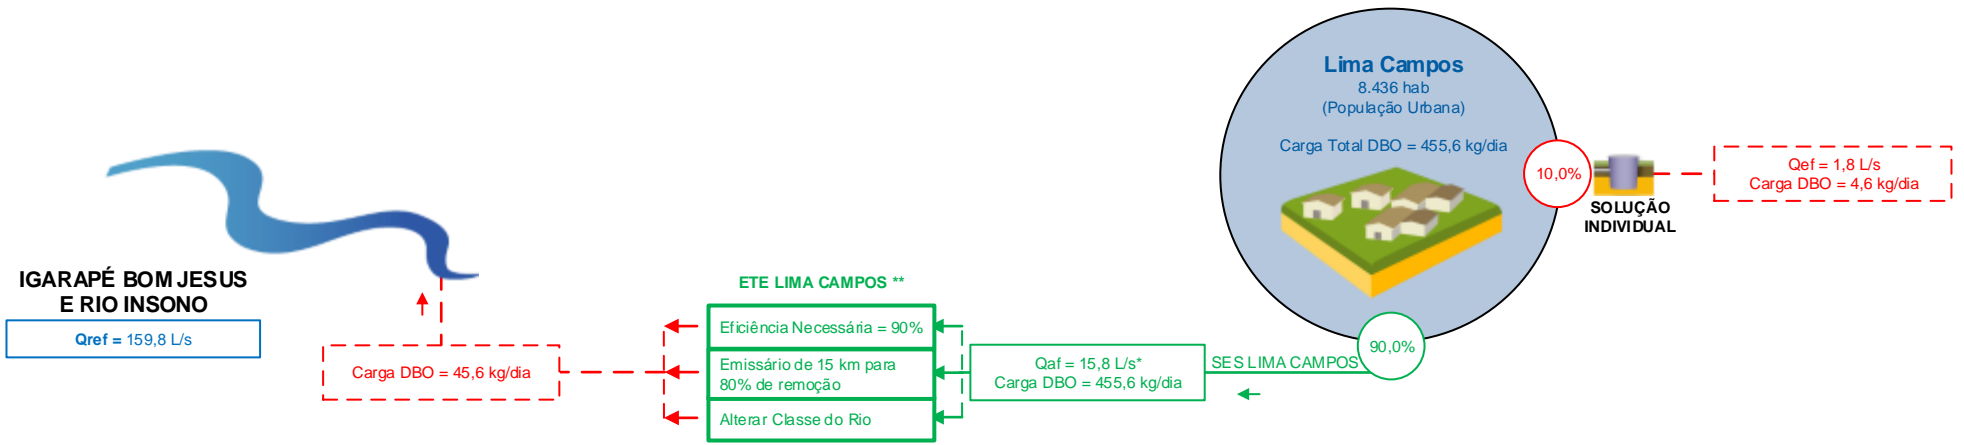 Lima Campos
8.436 hab
(População Urbana)
Carga Total DBO = 455,6 kg/dia
10,0%
SOLUÇÃO
INDIVIDUAL
Qef = 1,8 L/s
Carga DBO = 4,6 kg/dia
90,0%
SES LIMA CAMPOS
Qaf = 15,8 L/s*
Carga DBO = 455,6 kg/dia
ETE LIMA CAMPOS **
Eficiência Necessária = 90%
Emissário de 15 km para
80% de remoção
Alterar Classe do Rio
Carga DBO = 45,6 kg/dia
IGARAPÉ BOM JESUS
E RIO INSONO
Qref = 159,8 L/s